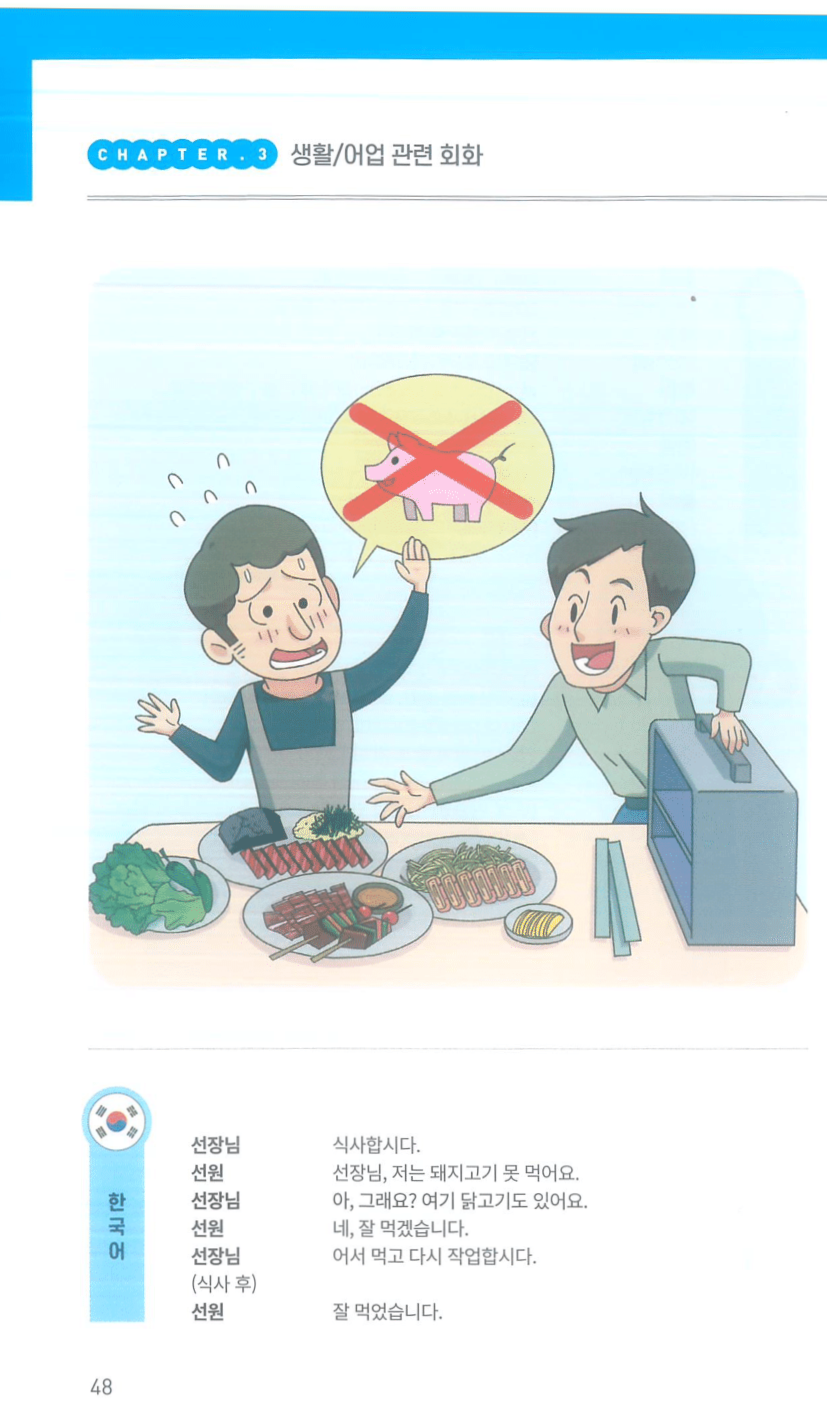 CHAPTER.3 생활/어업 관련 회화
한국어
선장님 식사합시다.
선원 선장님, 저는 돼지고기 못 먹어요.
선장님 아, 그래요? 여기 닭고기도 있어요.
선원 네, 잘 먹겠습니다.
선장님 어서 먹고 다시 작업합시다.
(식사 후)
선원 잘 먹었습니다.
48